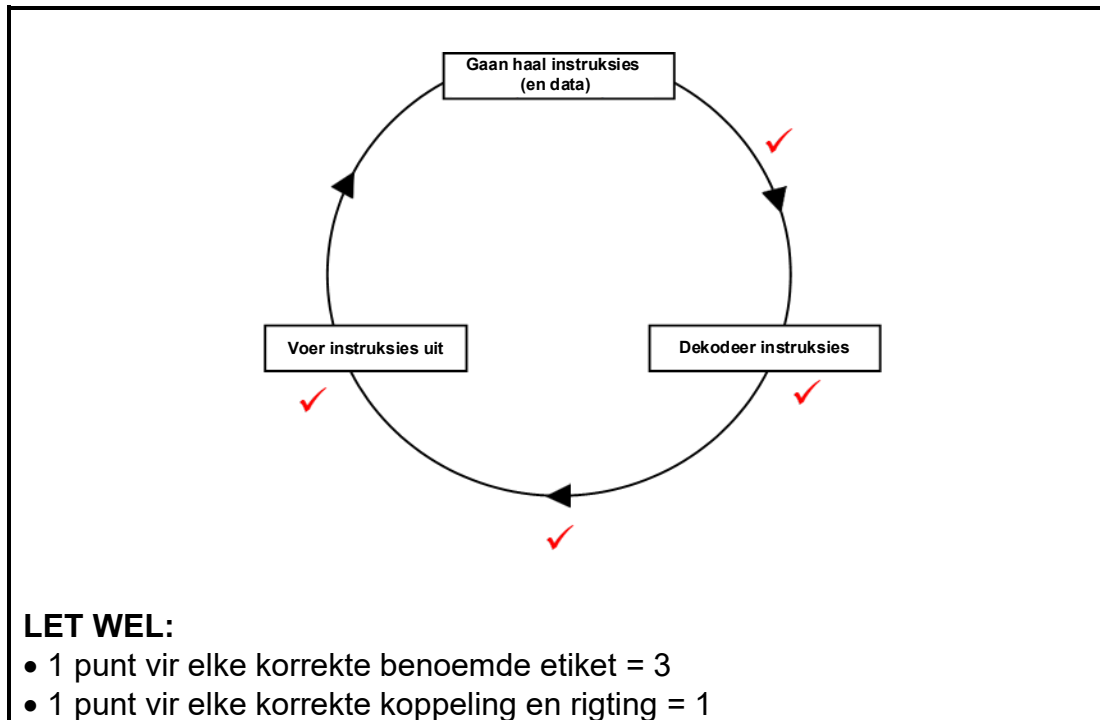 Gaan haal instruksies
(en data)
Voer instruksies uit
Dekodeer instruksies
LET WEL:
• 1 punt vir elke korrekte benoemde etiket = 3
• 1 punt vir elke korrekte koppeling en rigting = 1